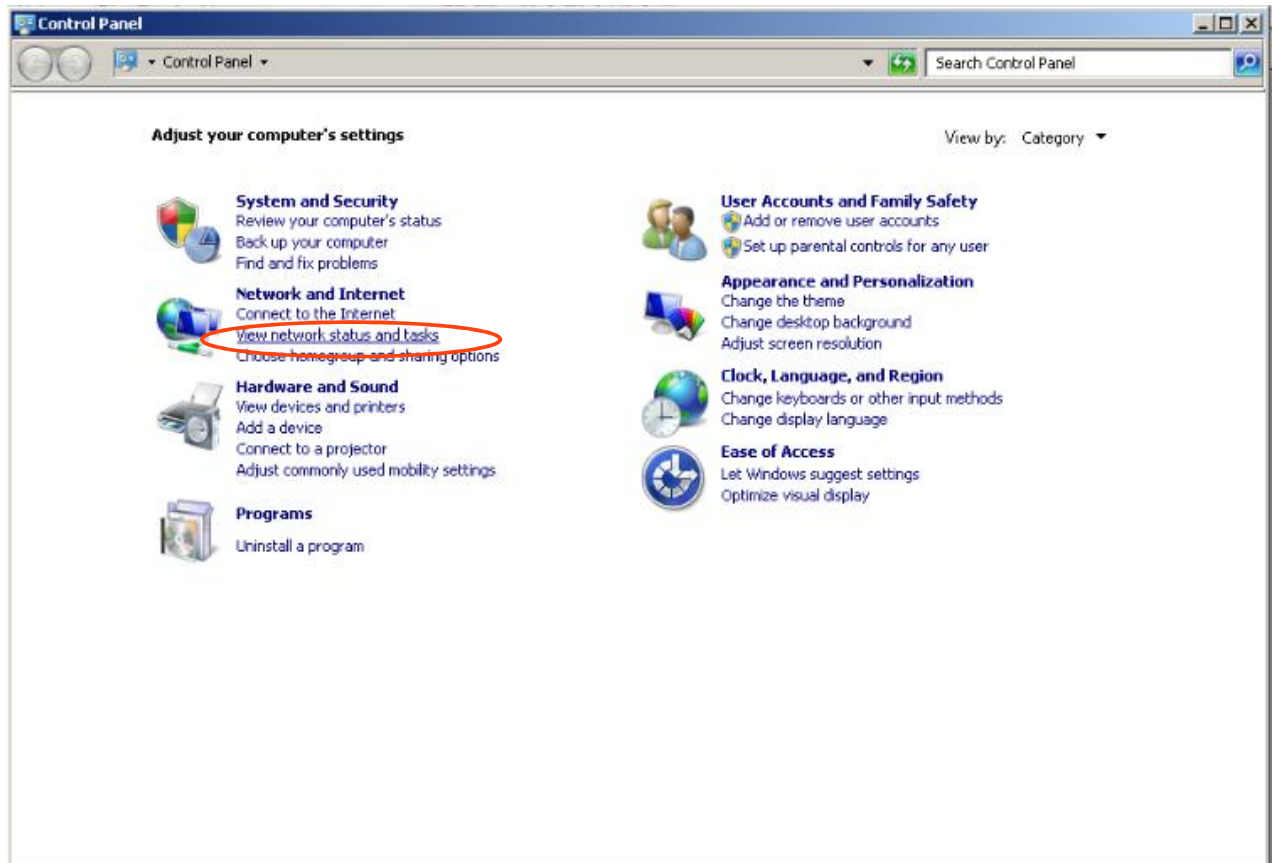 Control Panel
Control Panel
Search Control Panel
Adjust your computer's settings
View by: Category
System and Security
Review your computer's status
Back up your computer
Find and fix problems
Network and Internet
Connect to the Internet
View network status and tasks
Choose homegroup and sharing options
Hardware and Sound
View devices and printers
Add a device
Connect to a projector
Adjust commonly used mobility settings
Programs
Uninstall a program
User Accounts and Family Safety
Add or remove user accounts
Set up parental controls for any user
Appearance and Personalization
Change the theme
Change desktop background
Adjust screen resolution
Clock, Language, and Region
Change keyboards or other input methods
Change display language
Ease of Access
Let Windows suggest settings
Optimize visual display